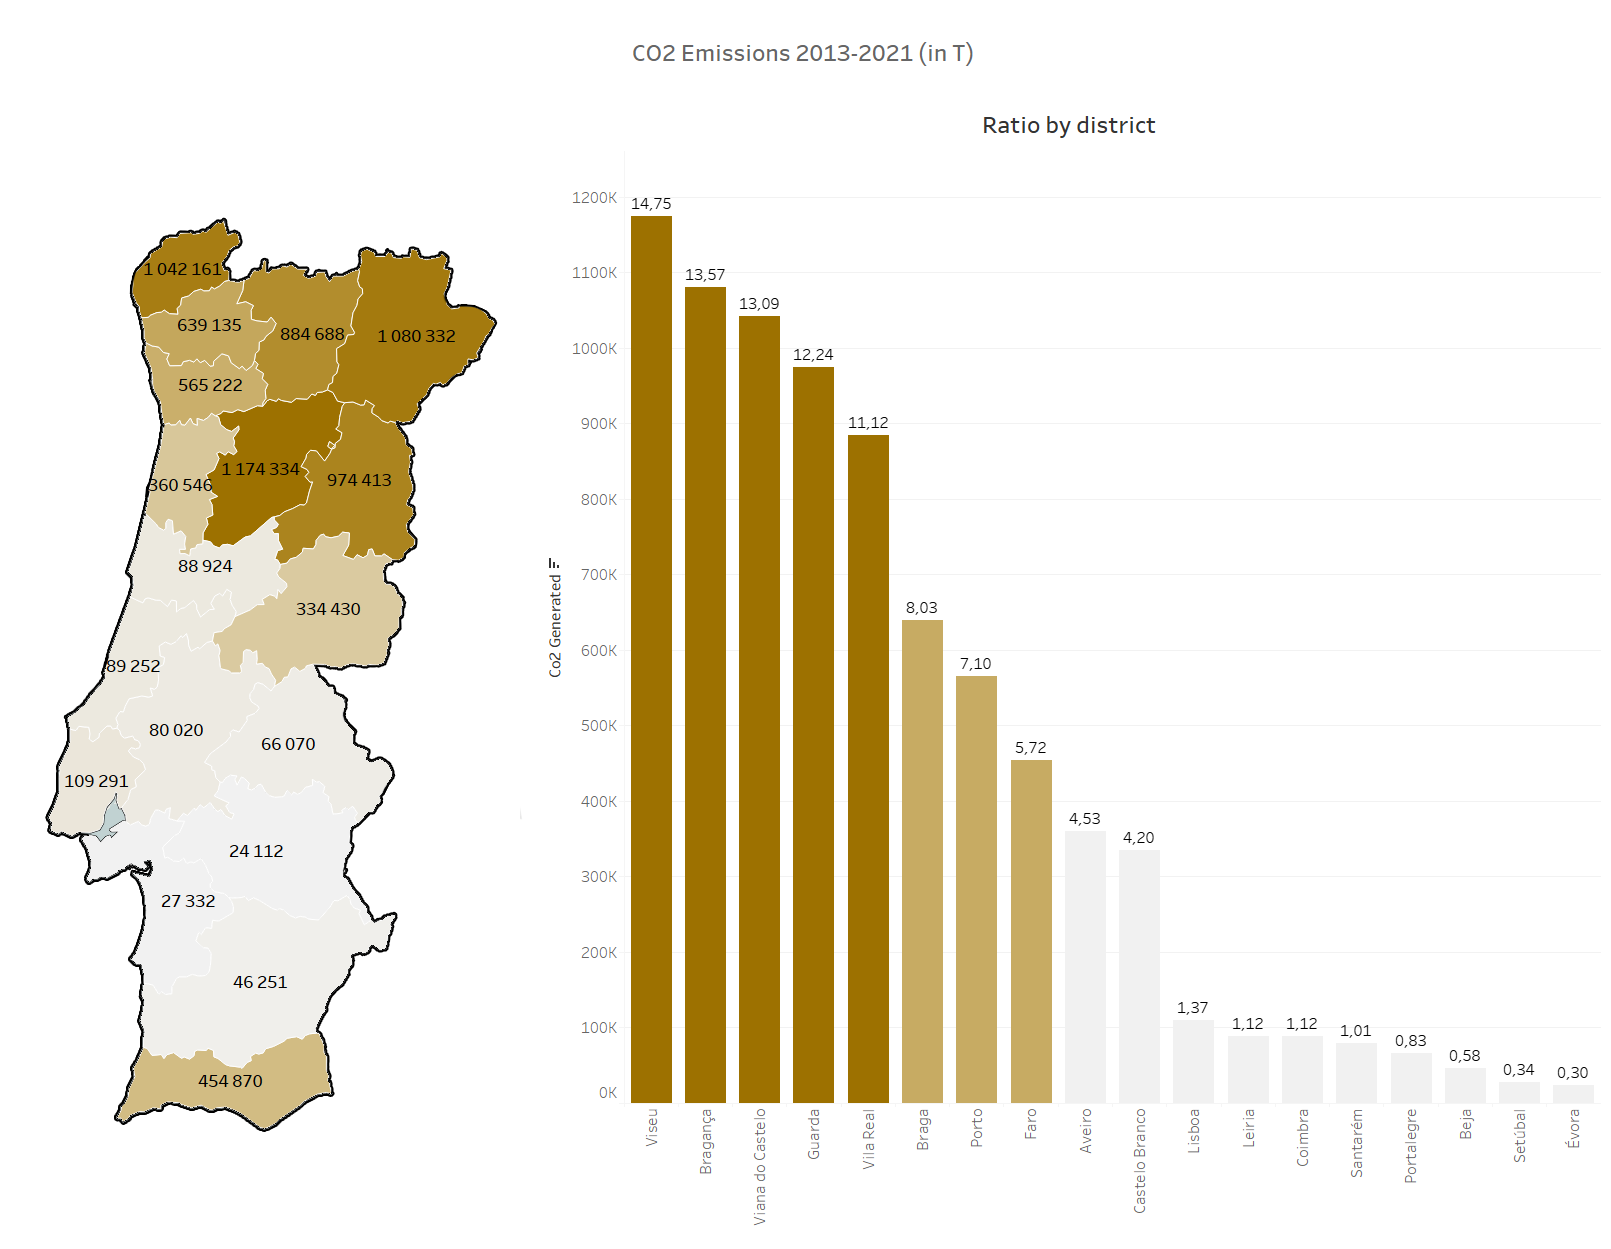 CO2 Emissions 2013-2021 (in T)
1 042 161
639 135
884 688
1 080 332
565 222
1 174 334
974 413
360 546
88 924
334 430
89 252
80 020
66 070
109 291
24 112
27 332
46 251
454 870
Ratio by district
Co2 Generated
1200K
1100K
1000K
900K
800K
700K
600K
500K
400K
300K
200K
100K
0K
14,75
13,57
13,09
12,24
11,12
8,03
7,10
5,72
4,53
4,20
1,37
1,12
1,12
1,01
0,83
0,58
0,34
0,30
Viseu
Bragança
Viana do Castelo
Guarda
Vila Real
Braga
Porto
Faro
Aveiro
Castelo Branco
Lisboa
Leiria
Coimbra
Santarém
Portalegre
Beja
Setúbal
Évora